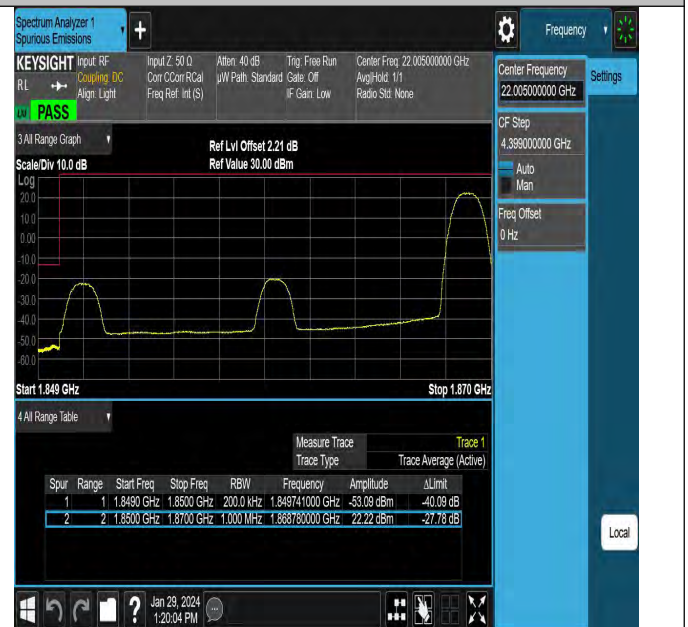 Spectrum Analyzer 1
Spurious Emissions
+
Frequency
KEYSIGHT Input: RF Input Z: 50 Ω Atten: 40 dB Trig: Free Run Center Freq: 22.005000000 GHz
RL Coupling: DC Corr CCorr RCal µW Path: Standard Gate: Off Avg|Hold: 1/1
Align: Light Freq Ref: Int (S) IF Gain: Low Radio Std: None
PASS
Center Frequency
22.005000000 GHz
Settings
CF Step
4.399000000 GHz
Auto
Man
Freq Offset
0 Hz
3 All Range Graph
Ref Lvl Offset 2.21 dB
Scale/Div 10.0 dB Ref Value 30.00 dBm
Log
20.0
10.0
0.00
-10.0
-20.0
-30.0
-40.0
-50.0
-60.0
Start 1.849 GHz Stop 1.870 GHz
4 All Range Table
Measure Trace Trace 1
Trace Type Trace Average (Active)
Spur Range Start Freq Stop Freq RBW Frequency Amplitude ΔLimit
1 1 1.8490 GHz 1.8500 GHz 200.0 kHz 1.849741000 GHz -53.09 dBm -40.09 dB
2 2 1.8500 GHz 1.8700 GHz 1.000 MHz 1.868780000 GHz 22.22 dBm -27.78 dB
Local
? Jan 29, 2024
1:20:04 PM